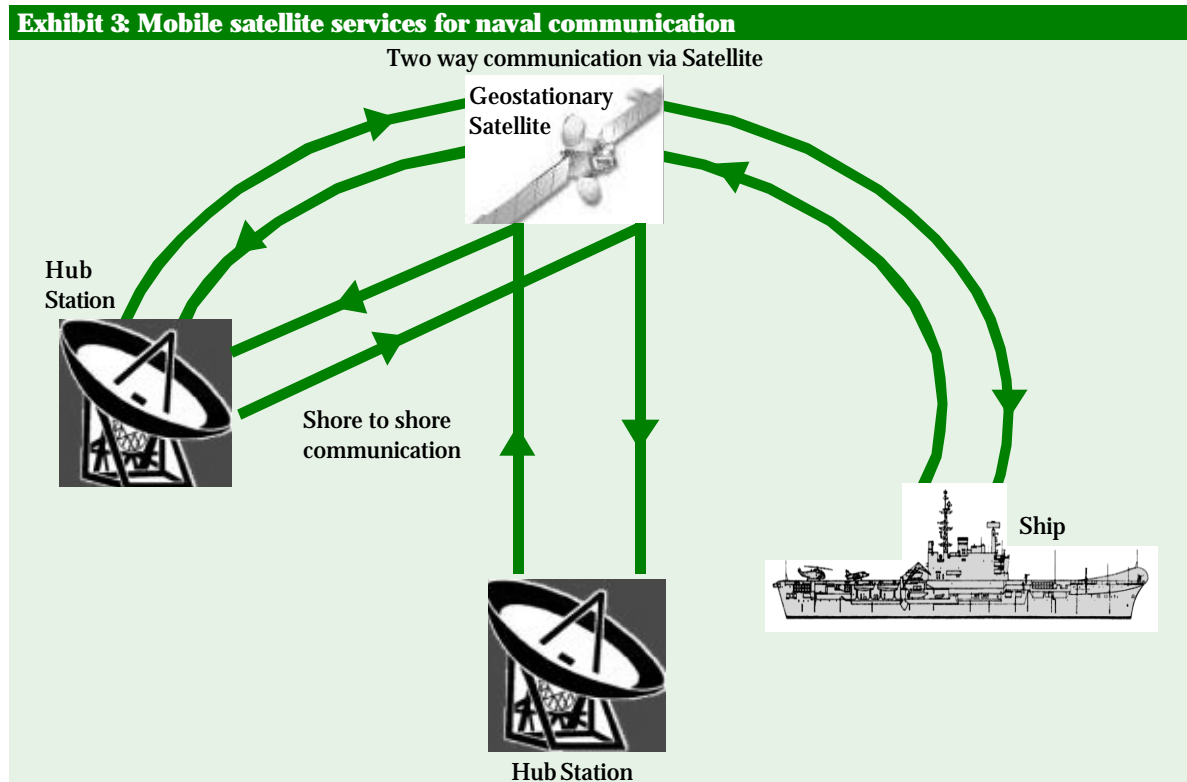 Exhibit 3: Mobile satellite services for naval communication
Two way communication via Satellite
Geostationary
Satellite
Hub
Station
Shore to shore
communication
Ship
Hub Station